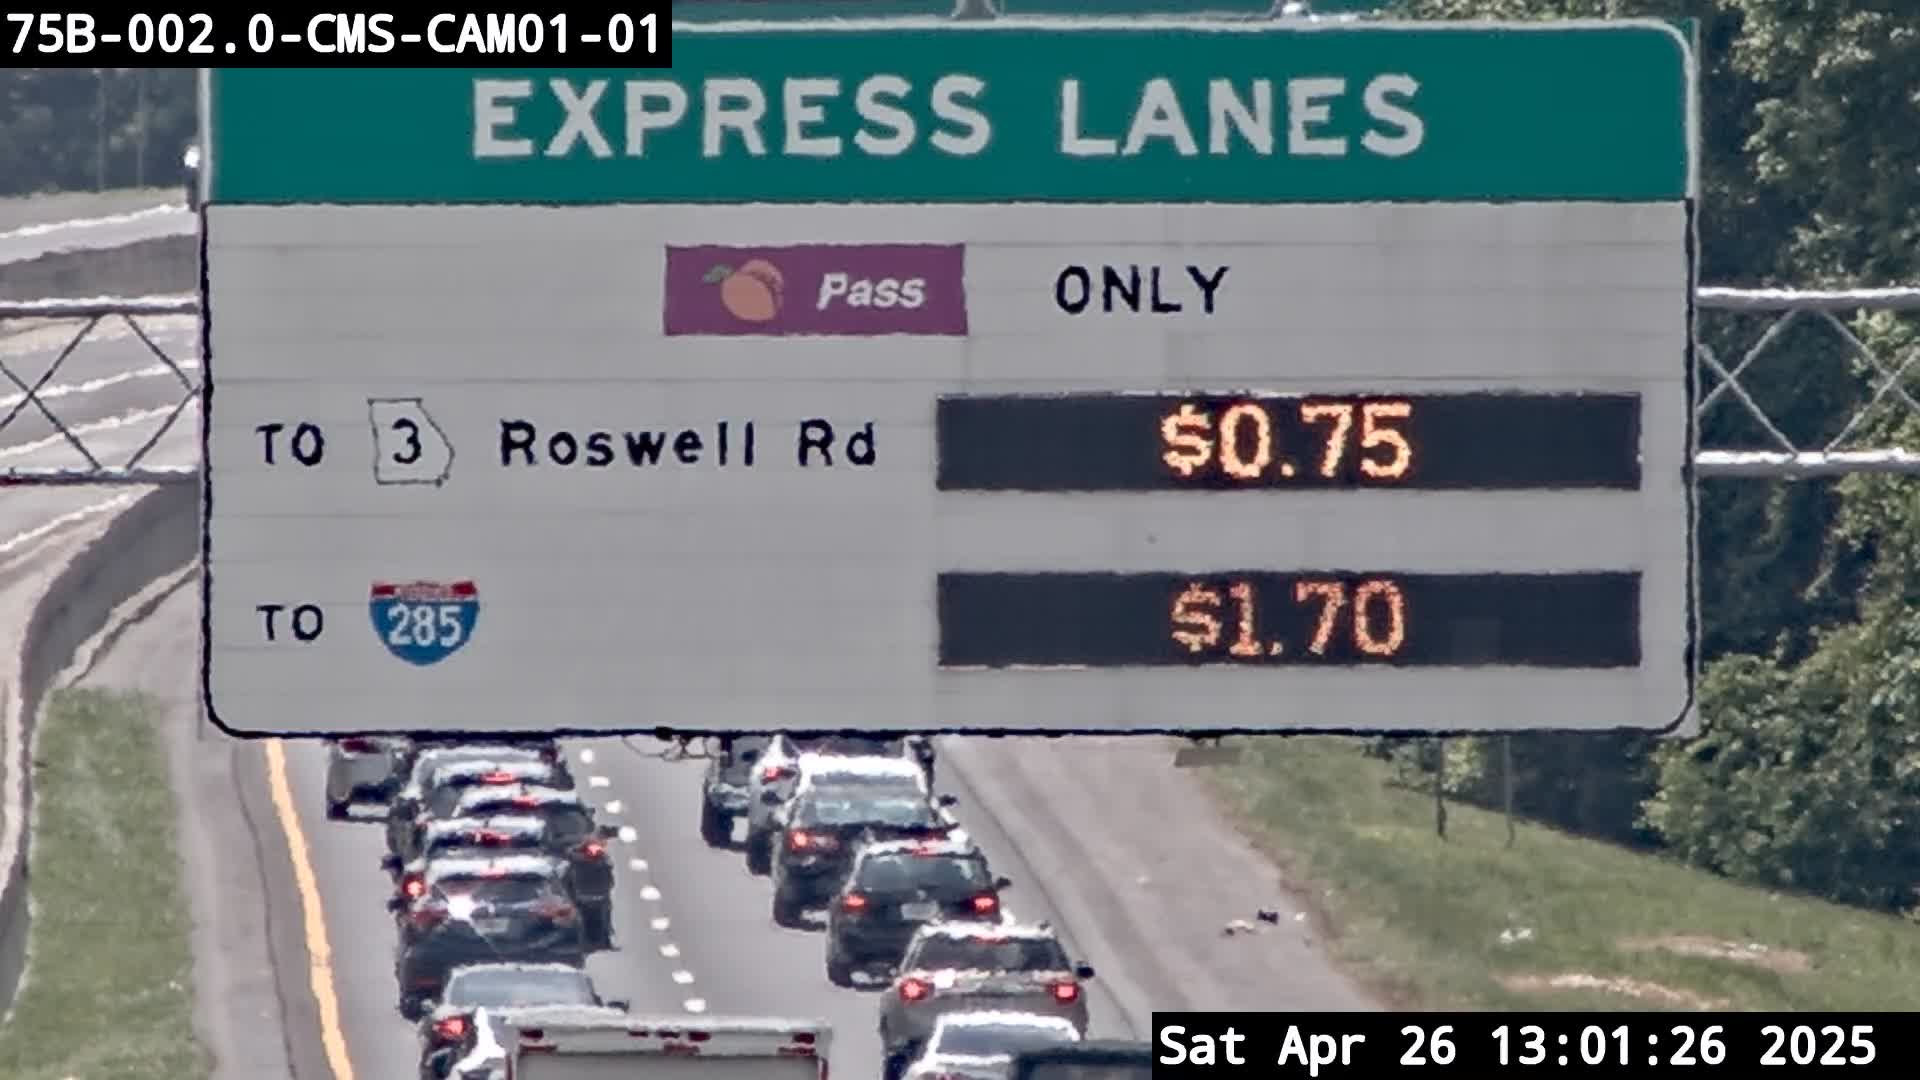 75B-002.0-CMS-CAM01-01
EXPRESS LANES
Pass ONLY
TO 3 Roswell Rd $0.75
TO 285 $1.70
Sat Apr 26 13:01:26 2025